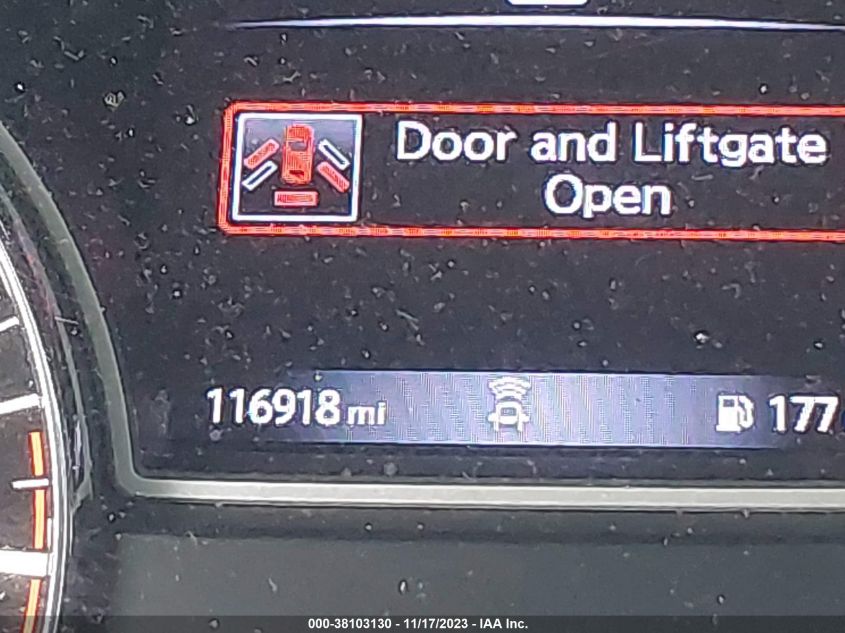 Door and Liftgate
Open
116918 mi
177
000-38103130 - 11/17/2023 - IAA Inc.